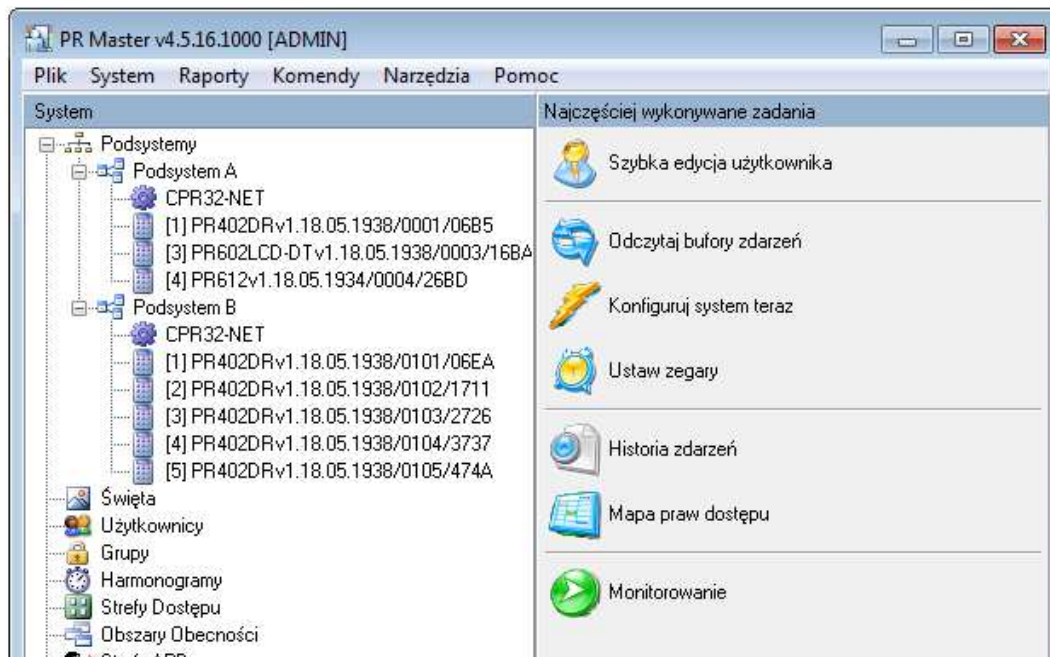 PR Master v4.5.16.1000 [ADMIN]
Plik System Raporty Komendy Narzędzia Pomoc
System
Podsystemy
Podsystem A
CPR32-NET
[1] PR402DRv1.18.05.1938/0001/06B5
[3] PR602LCD-DTv1.18.05.1938/0003/16BA
[4] PR612v1.18.05.1934/0004/26BD
Podsystem B
CPR32-NET
[1] PR402DRv1.18.05.1938/0101/06EA
[2] PR402DRv1.18.05.1938/0102/1711
[3] PR402DRv1.18.05.1938/0103/2726
[4] PR402DRv1.18.05.1938/0104/3737
[5] PR402DRv1.18.05.1938/0105/474A
Święta
Użytkownicy
Grupy
Harmonogramy
Strefy Dostępu
Obszary Obecności
Najczęściej wykonywane zadania
Szybka edycja użytkownika
Odczytaj bufory zdarzeń
Konfiguruj system teraz
Ustaw zegary
Historia zdarzeń
Mapa praw dostępu
Monitorowanie